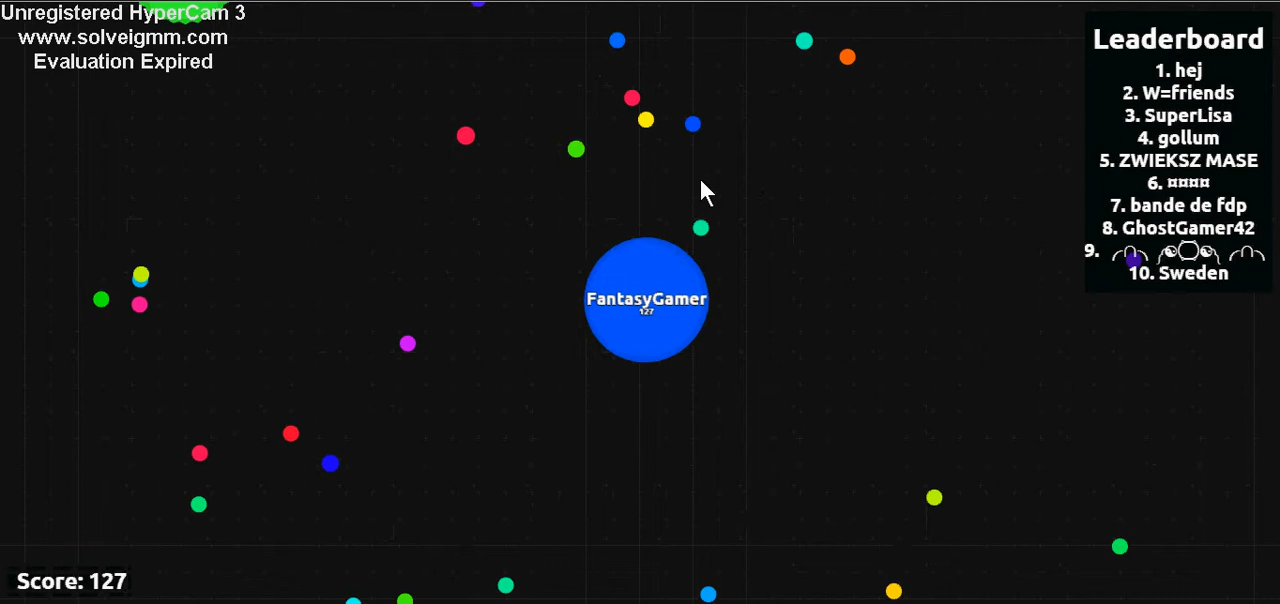 Unregistered HyperCam 3
www.solveigmm.com
Evaluation Expired
Leaderboard
1. hej
2. W=friends
3. SuperLisa
4. gollum
5. ZWIEKSZ MASE
6. ¤¤¤¤
7. bande de fdp
8. GhostGamer42
9.
10. Sweden
FantasyGamer
127
Score: 127